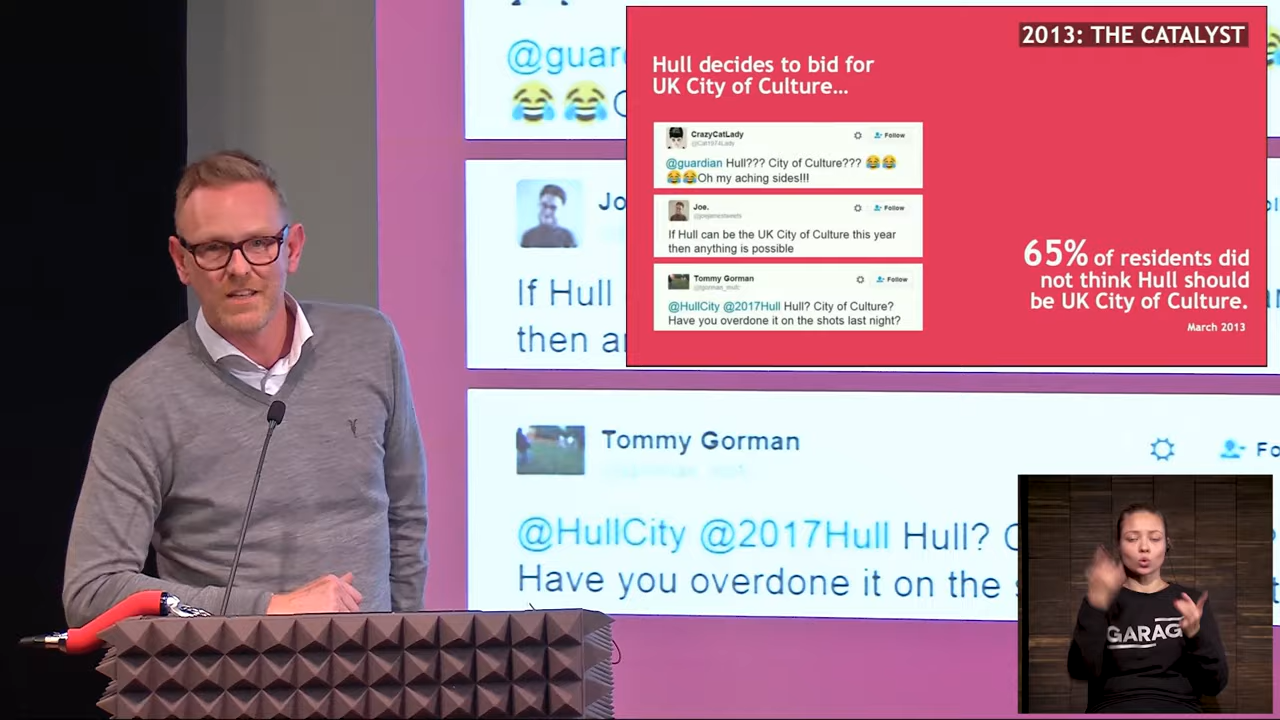 2013: THE CATALYST
Hull decides to bid for
UK City of Culture...
CrazyCatLady
Follow
@guardian Hull??? City of Culture??? 😂😂
😂😂Oh my aching sides!!!
Joe.
Follow
If Hull can be the UK City of Culture this year
then anything is possible
Tommy Gorman
Follow
@HullCity @2017Hull Hull? City of Culture?
Have you overdone it on the shots last night?
65% of residents did
not think Hull should
be UK City of Culture.
March 2013
@guar
Jo
If Hull
then a
Tommy Gorman
Fo
@HullCity @2017Hull Hull? C
Have you overdone it on the s
GARAG